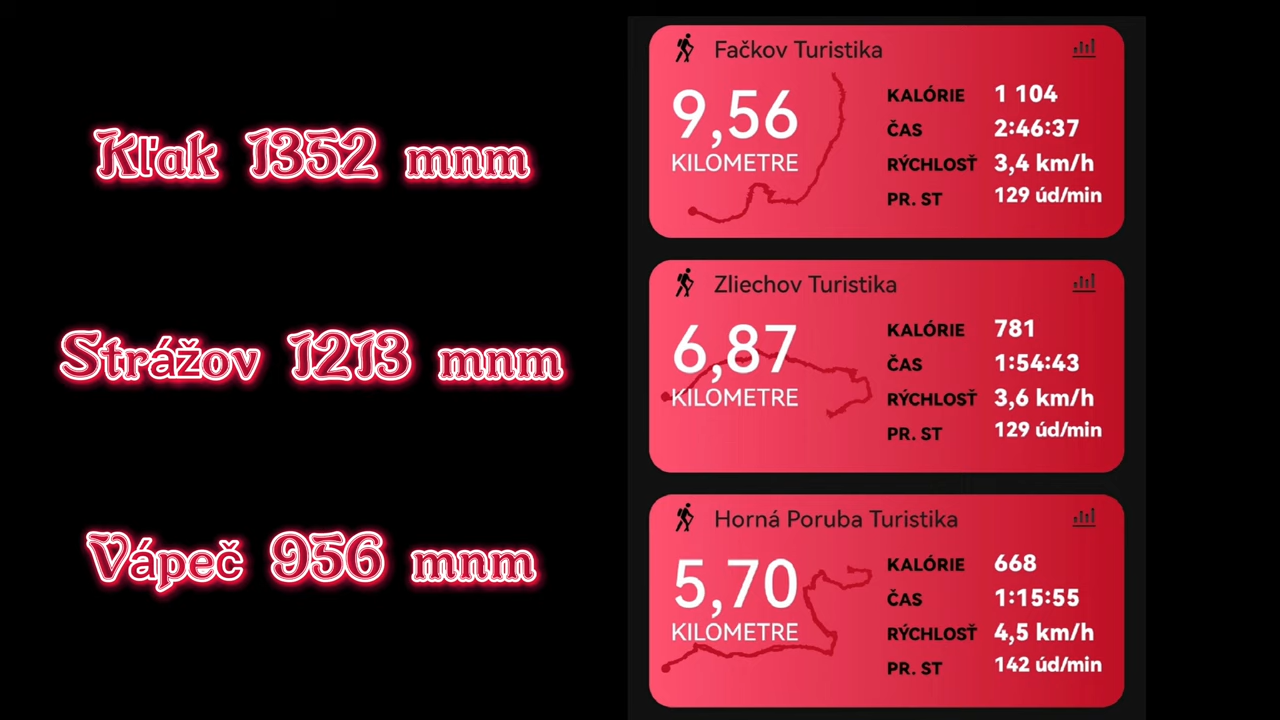 Kľak 1352 mnm
Fačkov Turistika
9,56
KILOMETRE
KALÓRIE 1 104
ČAS 2:46:37
RÝCHLOSŤ 3,4 km/h
PR. ST 129 úd/min
Strážov 1213 mnm
Zliechov Turistika
6,87
KILOMETRE
KALÓRIE 781
ČAS 1:54:43
RÝCHLOSŤ 3,6 km/h
PR. ST 129 úd/min
Vápeč 956 mnm
Horná Poruba Turistika
5,70
KILOMETRE
KALÓRIE 668
ČAS 1:15:55
RÝCHLOSŤ 4,5 km/h
PR. ST 142 úd/min